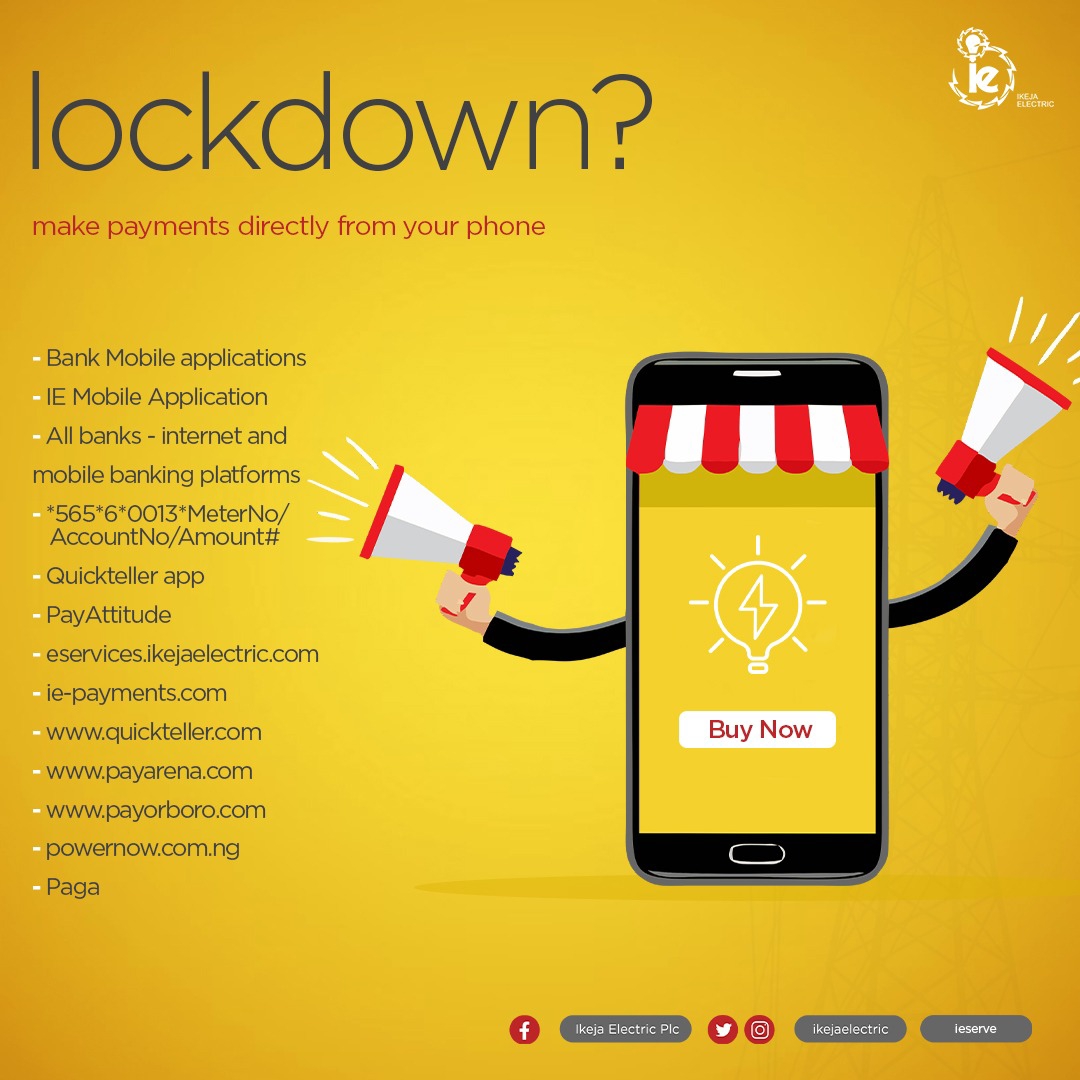 ie
IKEJA
ELECTRIC
lockdown?
make payments directly from your phone
- Bank Mobile applications
- IE Mobile Application
- All banks - internet and
mobile banking platforms
- *565*6*0013*MeterNo/
AccountNo/Amount#
- Quickteller app
- PayAttitude
- eservices.ikejaelectric.com
- ie-payments.com
- www.quickteller.com
- www.payarena.com
- www.payorboro.com
- powernow.com.ng
- Paga
Buy Now
Ikeja Electric Plc
ikejaelectric
ieserve